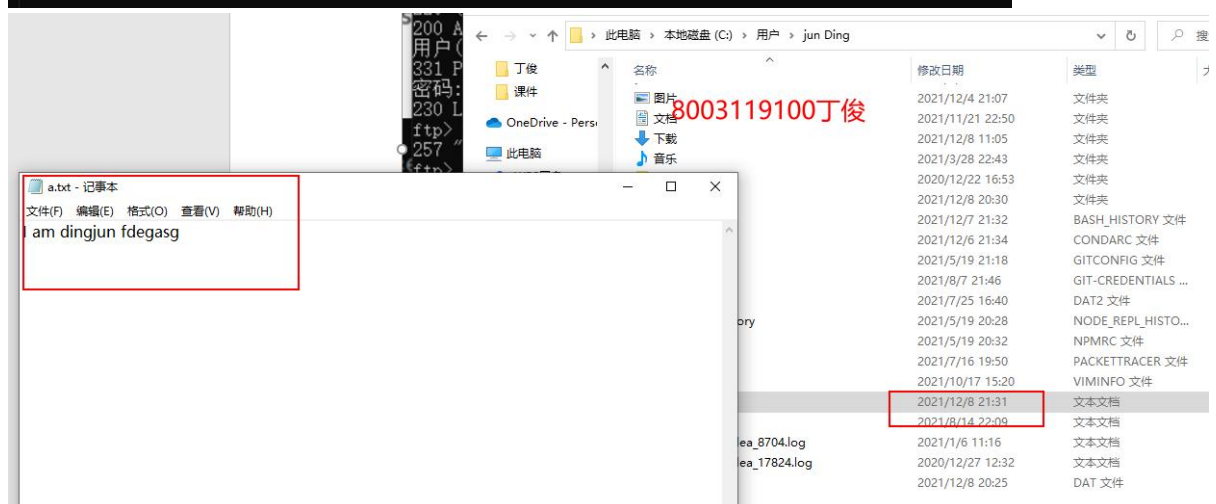 200 A
用户(
331 P
密码:
230 L
ftp>
257 "
ftp>
此电脑 > 本地磁盘 (C:) > 用户 > jun Ding
搜
丁俊
课件
OneDrive - Pers
此电脑
名称
修改日期
类型
图片
2021/12/4 21:07
文件夹
文档
2021/11/21 22:50
文件夹
8003119100丁俊
下载
2021/12/8 11:05
文件夹
音乐
2021/3/28 22:43
文件夹
2020/12/22 16:53
文件夹
2021/12/8 20:30
文件夹
2021/12/7 21:32
BASH_HISTORY 文件
2021/12/6 21:34
CONDARC 文件
2021/5/19 21:18
GITCONFIG 文件
2021/8/7 21:46
GIT-CREDENTIALS ...
2021/7/25 16:40
DAT2 文件
ory
2021/5/19 20:28
NODE_REPL_HISTO...
2021/5/19 20:32
NPMRC 文件
2021/7/16 19:50
PACKETTRACER 文件
2021/10/17 15:20
VIMINFO 文件
2021/12/8 21:31
文本文档
2021/8/14 22:09
文本文档
lea_8704.log
2021/1/6 11:16
文本文档
lea_17824.log
2020/12/27 12:32
文本文档
2021/12/8 20:25
DAT 文件
a.txt - 记事本
文件(F) 编辑(E) 格式(O) 查看(V) 帮助(H)
I am dingjun fdegasg